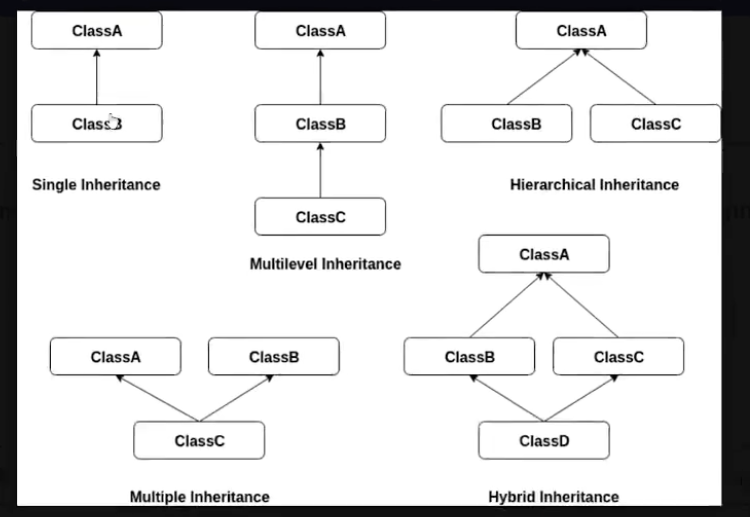 ClassA
ClassB
Single Inheritance
ClassA
ClassB
ClassC
Multilevel Inheritance
ClassA
ClassB
ClassC
Hierarchical Inheritance
ClassA
ClassB
ClassC
Multiple Inheritance
ClassA
ClassB
ClassC
ClassD
Hybrid Inheritance